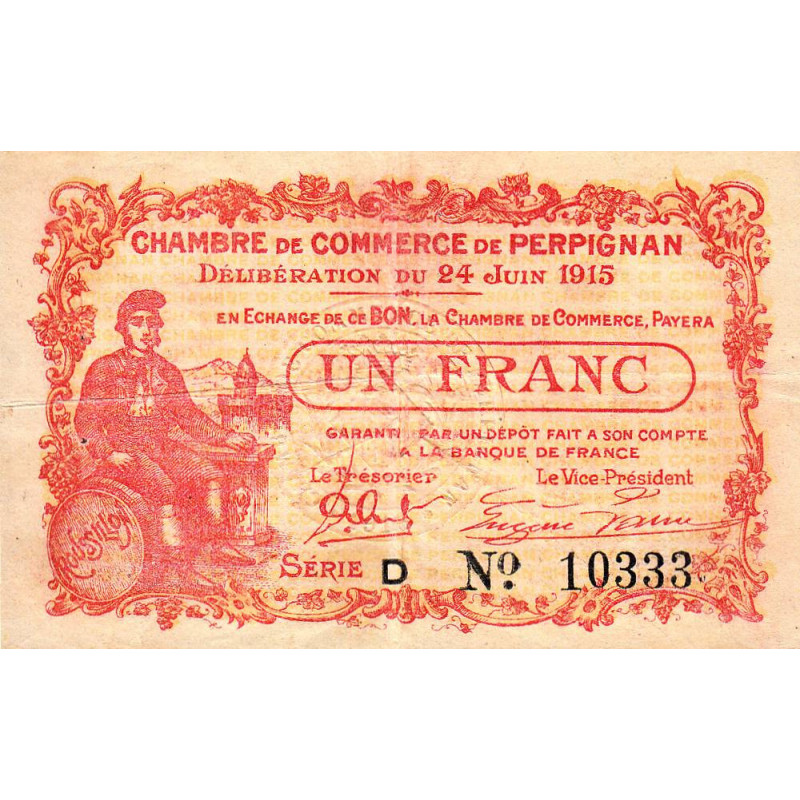 CHAMBRE DE COMMERCE DE PERPIGNAN
DÉLIBÉRATION DU 24 JUIN 1915
EN ECHANGE DE CE BON, LA CHAMBRE DE COMMERCE, PAYERA
UN FRANC
GARANTI PAR UN DÉPÔT FAIT A SON COMPTE
A LA BANQUE DE FRANCE
Le Trésorier Le Vice-Président
ROUSSILLON
SÉRIE D No. 10333